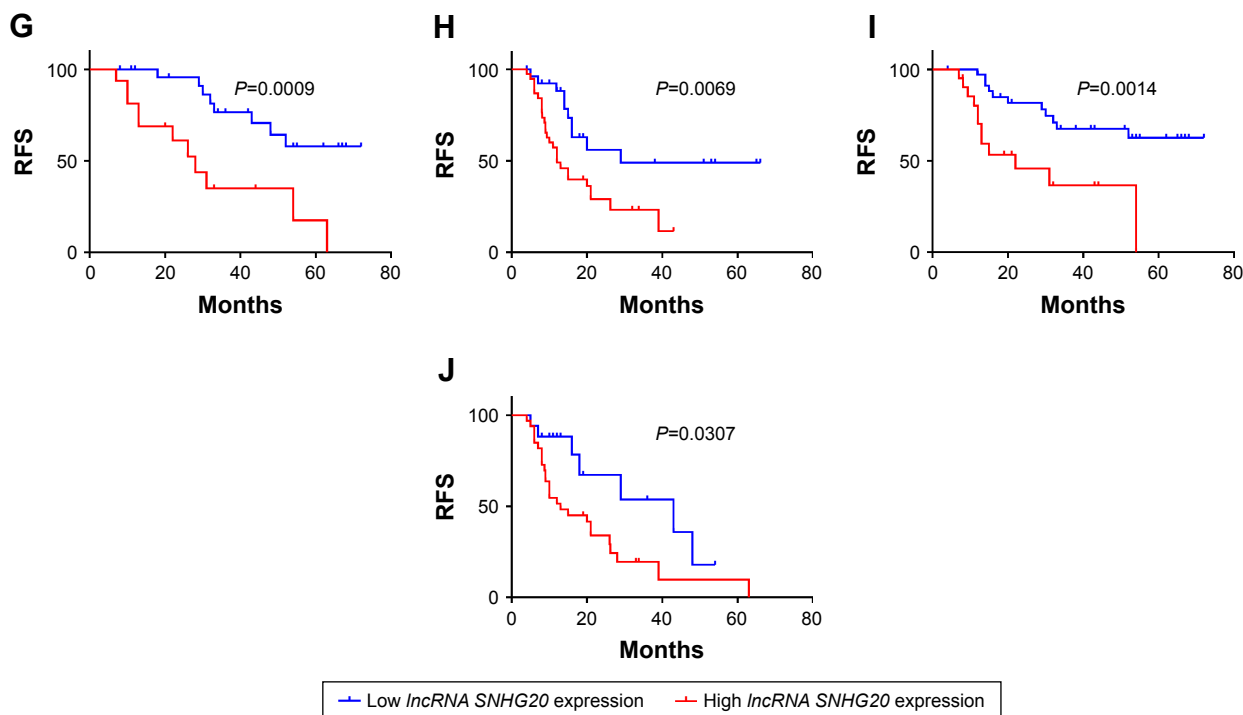 G
H
I
100
50
0
RFS
P=0.0009
0 20 40 60 80
Months
100
50
0
RFS
P=0.0069
0 20 40 60 80
Months
100
50
0
RFS
P=0.0014
0 20 40 60 80
Months
J
100
50
0
RFS
P=0.0307
0 20 40 60 80
Months
Low lncRNA SNHG20 expression
High lncRNA SNHG20 expression